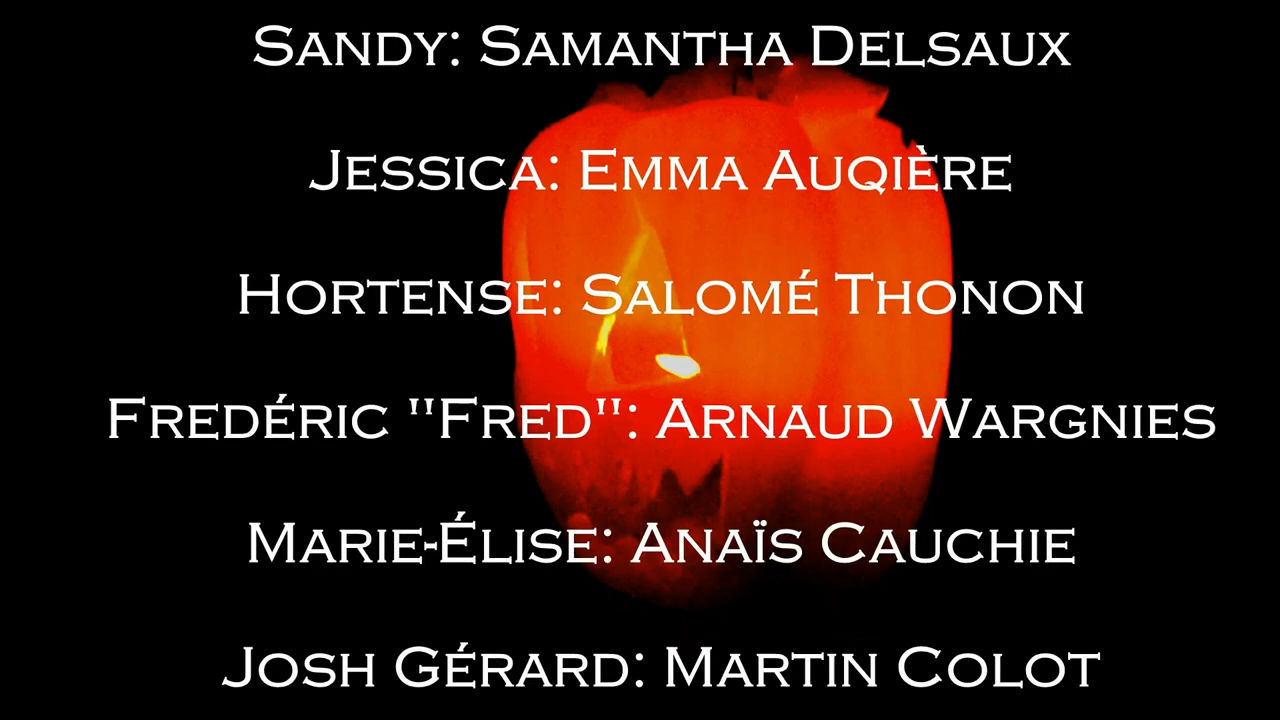 Sandy: Samantha Delsaux
Jessica: Emma Auqière
Hortense: Salomé Thonon
Fredéric "Fred": Arnaud Wargnies
Marie-Élise: Anaïs Cauchie
Josh Gérard: Martin Colot